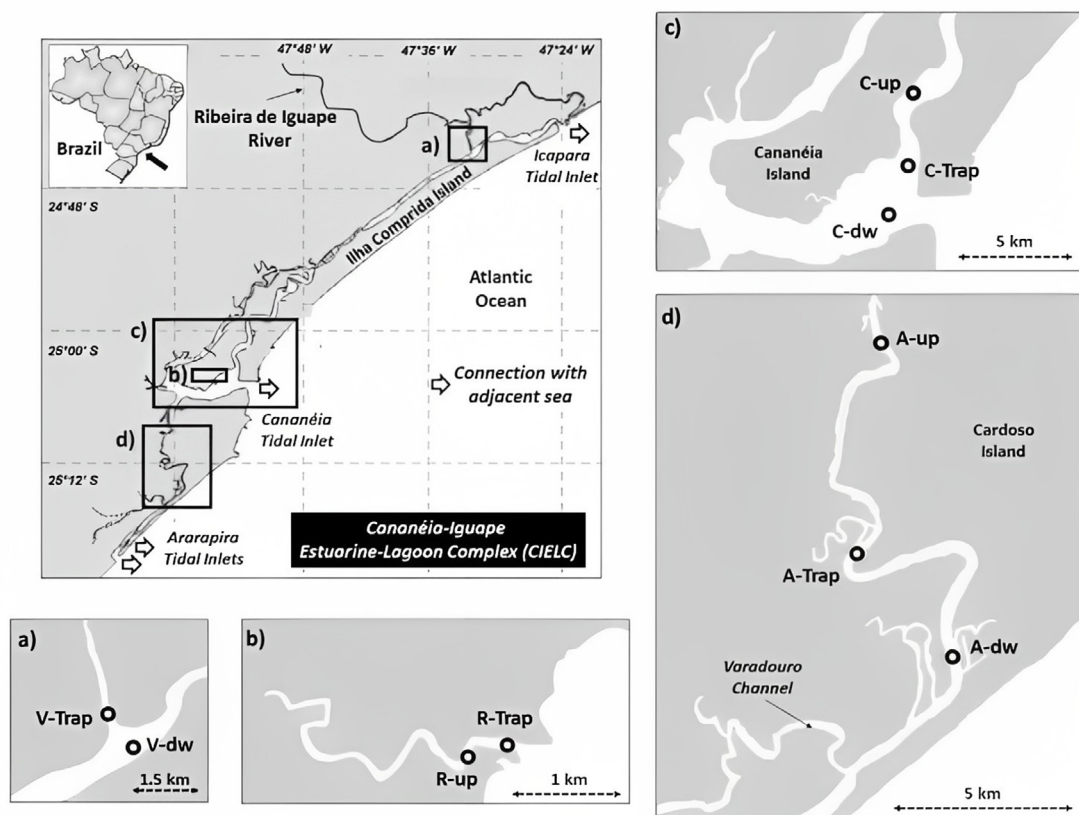 47°48' W
47°36' W
47°24' W
Brazil
Ribeira de Iguape
River
a)
Icapara
Tidal Inlet
24°48' S
Ilha Comprida Island
Atlantic
Ocean
c)
25°00' S
b)
Connection with
adjacent sea
Cananéia
Tidal Inlet
d)
25°12' S
Cananéia-Iguape
Estuarine-Lagoon Complex (CIELC)
Ararapira
Tidal Inlets
c)
C-up
Cananéia
Island
C-Trap
C-dw
5 km
d)
A-up
Cardoso
Island
A-Trap
A-dw
Varadouro
Channel
5 km
a)
V-Trap
V-dw
1.5 km
b)
R-Trap
R-up
1 km